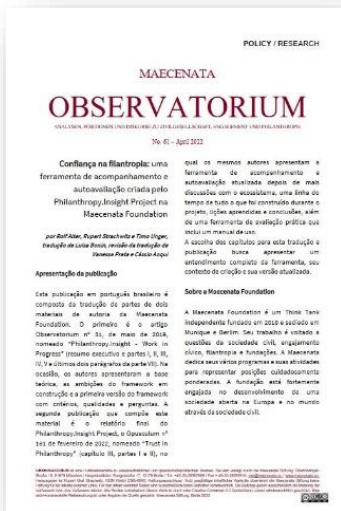 POLICY / RESEARCH
MAECENATA
OBSERVATORIUM
ANALYSEN, POSITIONEN UND DISKURSE ZU ZIVILGESELLSCHAFT, ENGAGEMENT UND PHILANTHROPIE
No. 61 – April 2022
Confiança na filantropia: uma
ferramenta de acompanhamento e
autoavaliação criada pelo
Philanthropy.Insight Project na
Maecenata Foundation
por Rolf Alter, Rupert Strachwitz e Timo Unger,
tradução de Luisa Bonin, revisão da tradução de
Vanessa Prata e Cássio Aoqui
Apresentação da publicação
Esta publicação em português brasileiro é
composta da tradução de partes de dois
materiais de autoria da Maecenata
Foundation. O primeiro é o artigo
Observatorium nº 31, de maio de 2018,
nomeado "Philanthropy.Insight - Work in
Progress" (resumo executivo e partes I, II, III,
IV, V e últimos dois parágrafos da parte VII). Na
ocasião, os autores apresentaram a base
teórica, as ambições do framework em
construção e a primeira versão do framework
com critérios, qualidades e perguntas. A
segunda publicação que compõe este
material é o relatório final do
Philanthropy.Insight Project, o Opusculum nº
161 de fevereiro de 2022, nomeado "Trust in
Philanthropy" (capítulo III, partes I e II), no
qual os mesmos autores apresentam a
ferramenta de acompanhamento e
autoavaliação atualizada depois de mais
discussões com o ecossistema, uma linha do
tempo de tudo o que foi construído durante o
projeto, lições aprendidas e conclusões, além
de uma ferramenta de avaliação prática que
inclui um manual de uso.
A escolha dos capítulos para esta tradução e
publicação busca apresentar um
entendimento completo da ferramenta, seu
contexto de criação e sua versão atualizada.
Sobre a Maecenata Foundation
A Maecenata Foundation é um Think Tank
independente fundado em 2010 e sediado em
Munique e Berlim. Seu trabalho é voltado a
questões da sociedade civil, engajamento
cívico, filantropia e fundações. A Maecenata
dedica seus vários programas e suas atividades
para representar posições cuidadosamente
ponderadas. A fundação está fortemente
engajada no desenvolvimento de uma
sociedade aberta na Europa e no mundo
através da sociedade civil.